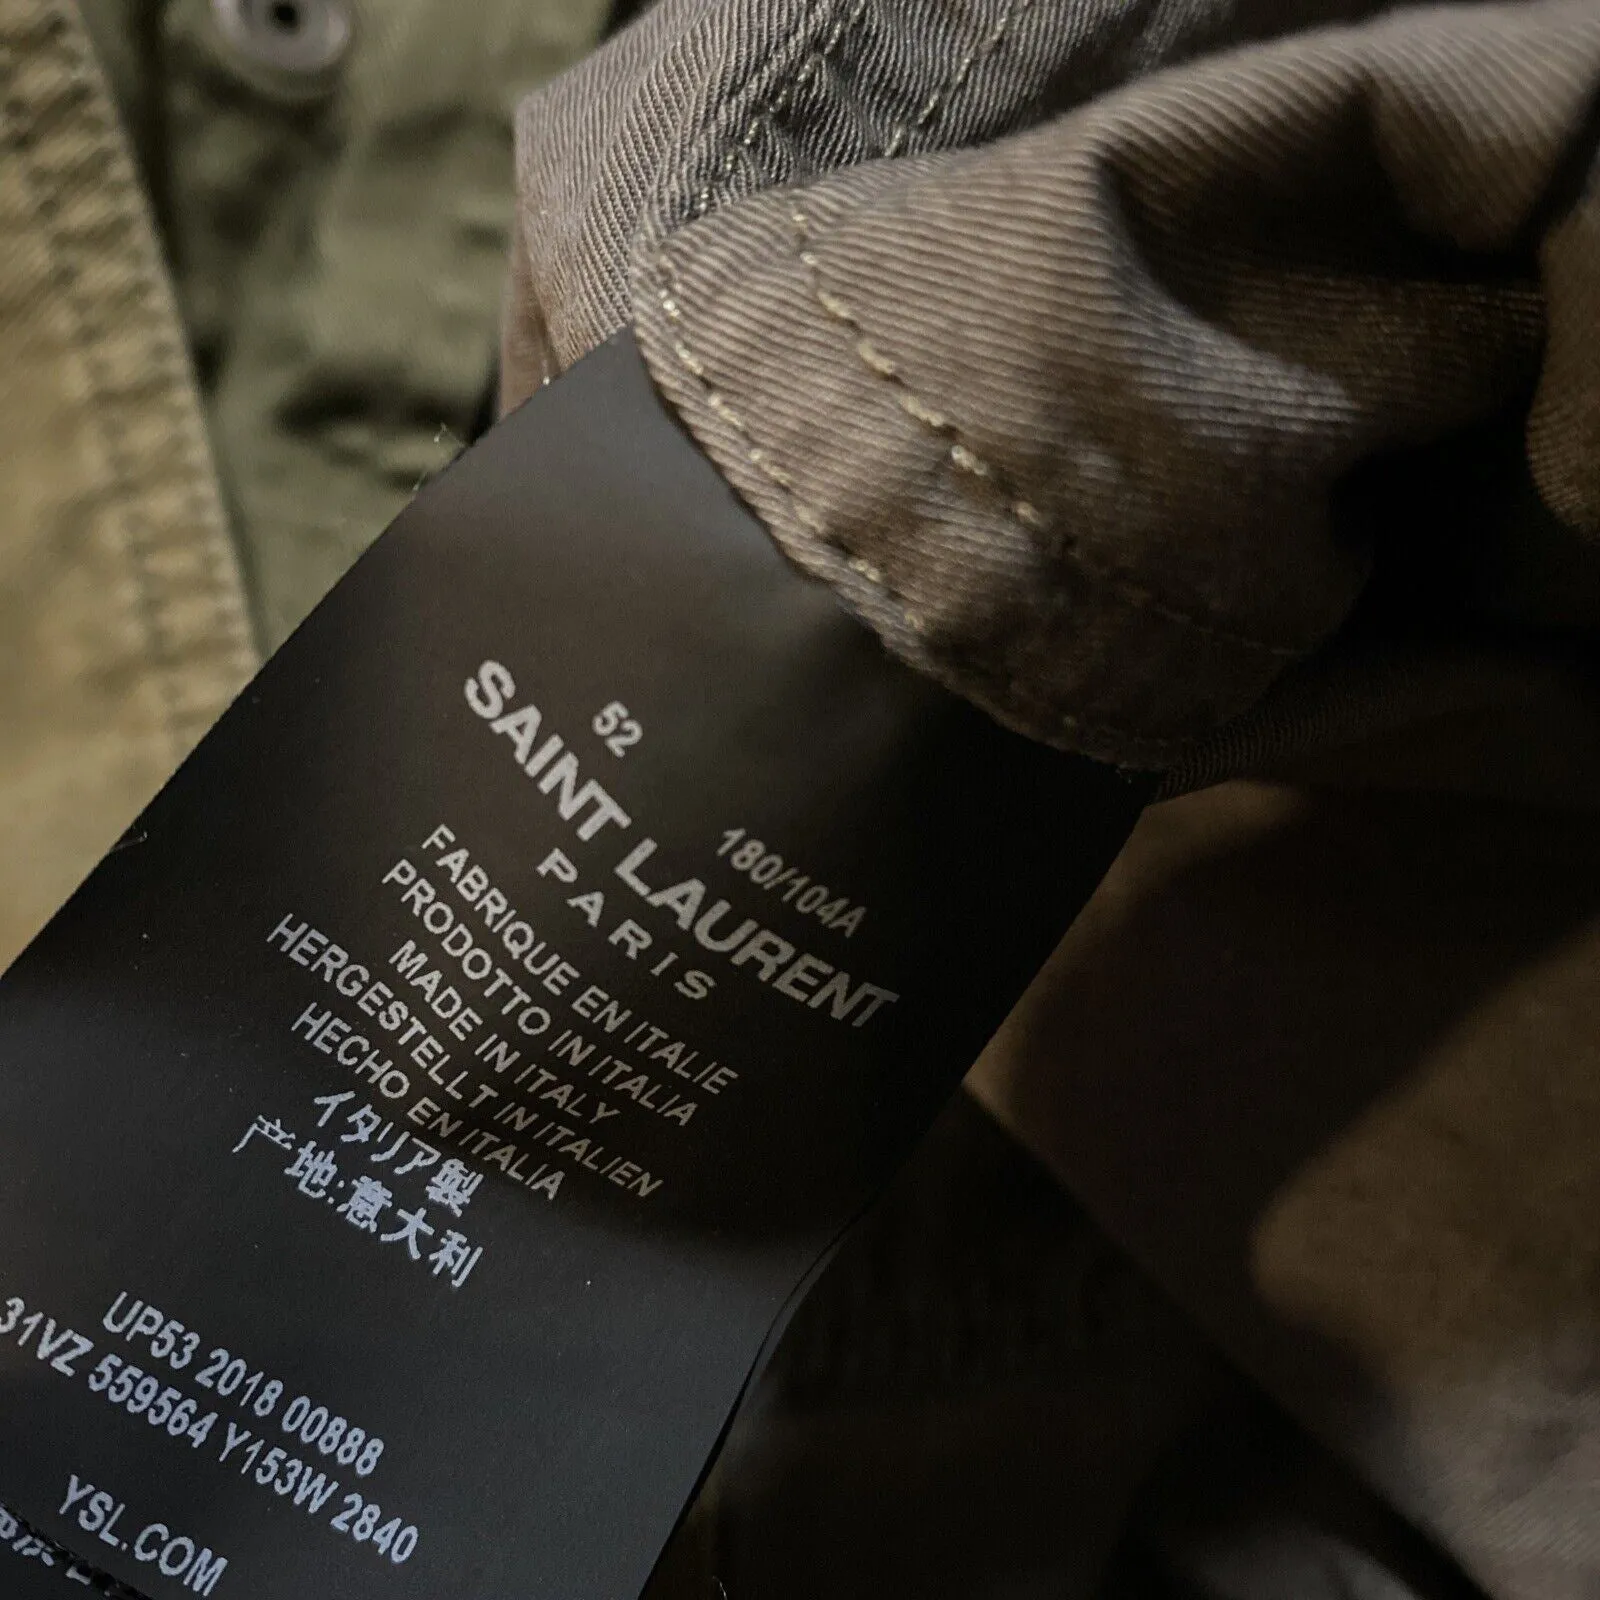 52
180/104A
SAINT LAURENT
PARIS
FABRIQUE EN ITALIE
PRODOTTO IN ITALIA
MADE IN ITALY
HERGESTELLT IN ITALIEN
HECHO EN ITALIA
イタリア製
产地:意大利
UP53 2018 00888
31VZ 559564 Y153W 2840
YSL.COM